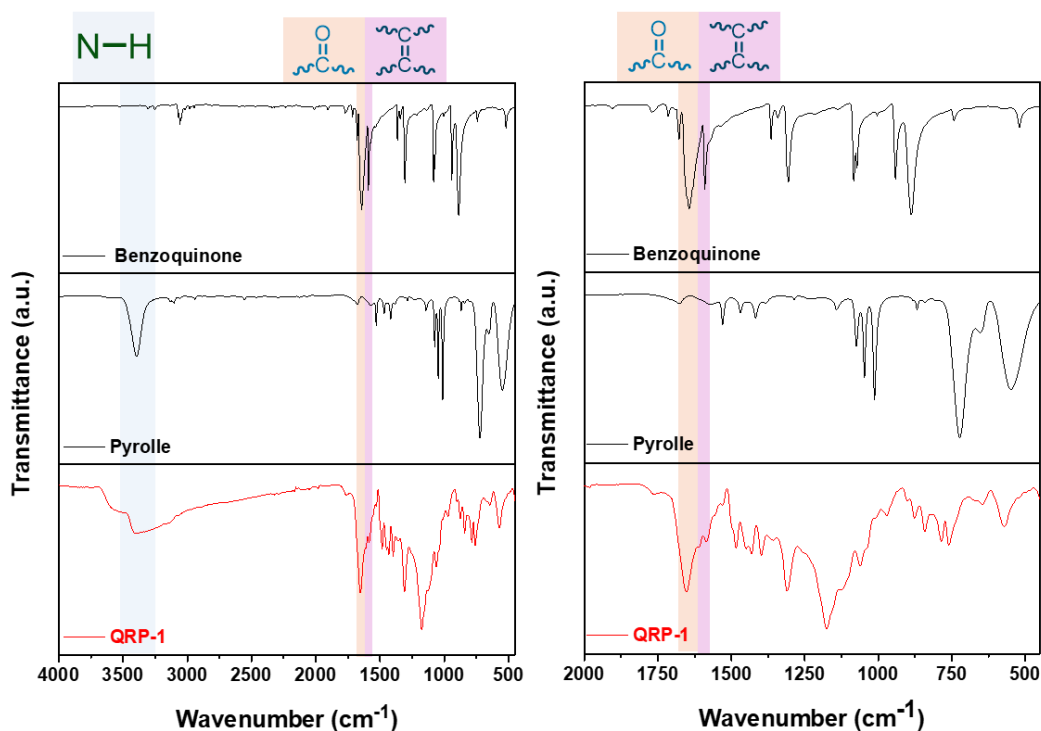 N–H
O
C
C
C
O
C
C
C
Transmittance (a.u.)
Benzoquinone
Pyrolle
QRP-1
4000 3500 3000 2500 2000 1500 1000 500
Wavenumber (cm⁻¹)
Transmittance (a.u.)
Benzoquinone
Pyrolle
QRP-1
2000 1750 1500 1250 1000 750 500
Wavenumber (cm⁻¹)